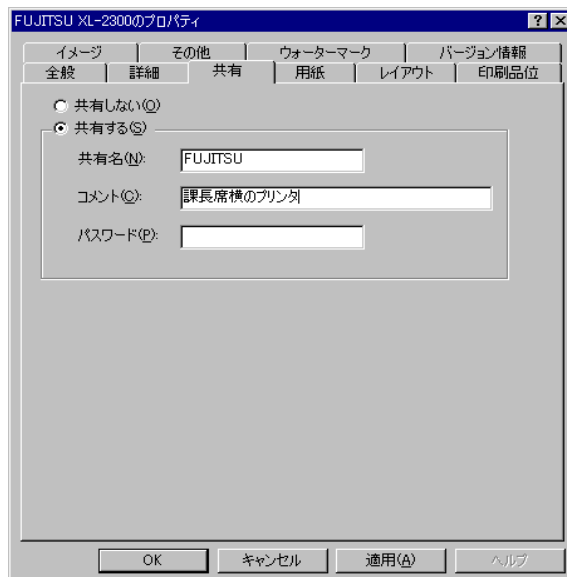 FUJITSU XL-2300のプロパティ
イメージ その他 ウォーターマーク バージョン情報
全般 詳細 共有 用紙 レイアウト 印刷品位
共有しない(O)
共有する(S)
共有名(N): FUJITSU
コメント(C): 課長席横のプリンタ
パスワード(P):
OK キャンセル 適用(A) ヘルプ